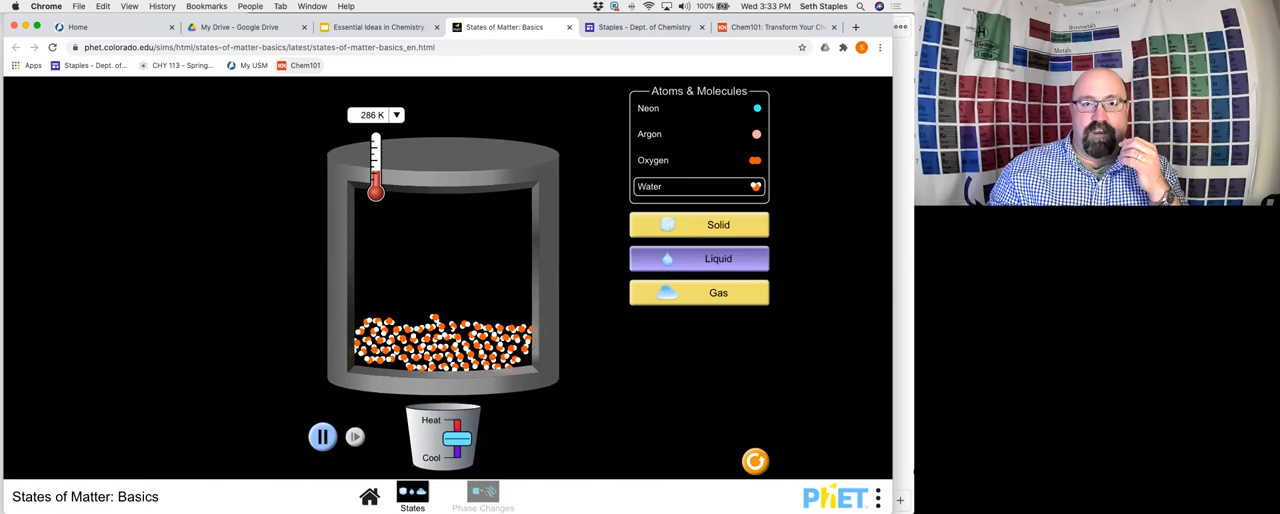 Chrome File Edit View History Bookmarks People Tab Window Help 100% Wed 3:33 PM Seth Staples
Home My Drive - Google Drive Essential Ideas in Chemistry States of Matter: Basics Staples - Dept. of Chemistry Chem101: Transform Your Ch
phet.colorado.edu/sims/html/states-of-matter-basics/latest/states-of-matter-basics_en.html
Apps Staples - Dept. of... CHY 113 - Spring... My USM Chem101
286 K
Atoms & Molecules
Neon
Argon
Oxygen
Water
Solid
Liquid
Gas
Heat
Cool
States of Matter: Basics
States
Phase Changes
PhET
Nonmetals
Metals